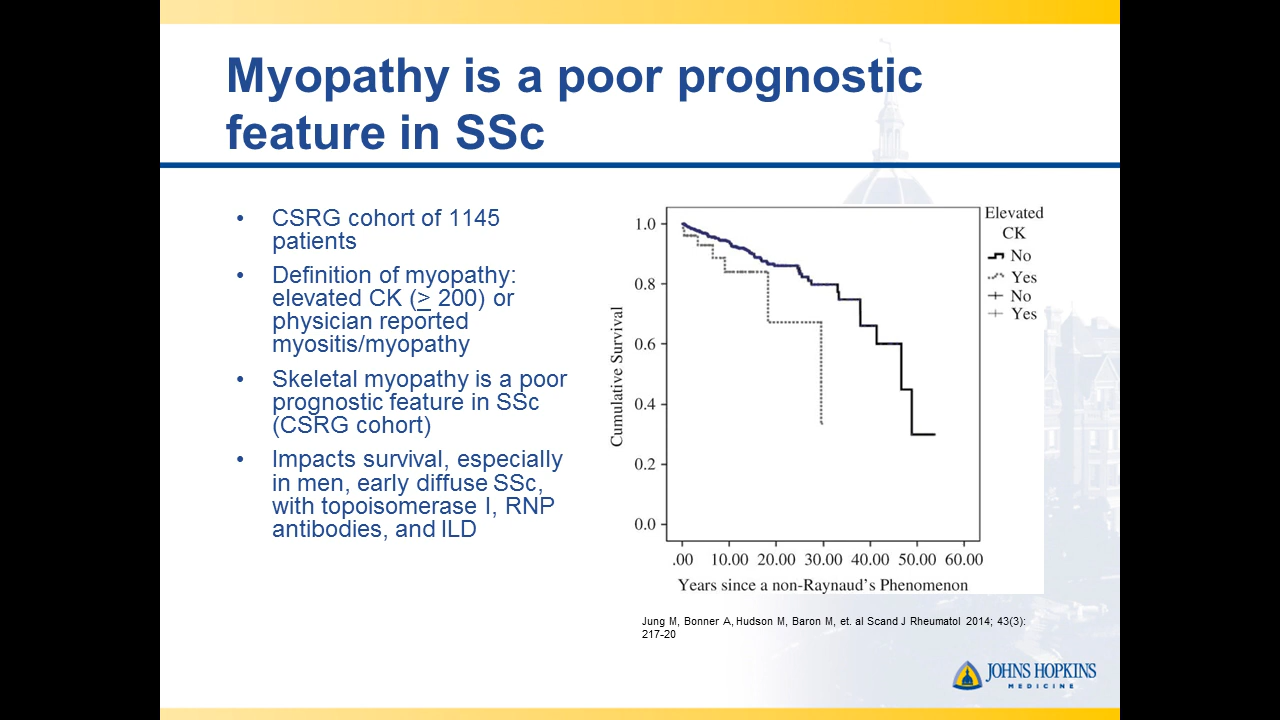 Myopathy is a poor prognostic
feature in SSc
• CSRG cohort of 1145
patients
• Definition of myopathy:
elevated CK (≥ 200) or
physician reported
myositis/myopathy
• Skeletal myopathy is a poor
prognostic feature in SSc
(CSRG cohort)
• Impacts survival, especially
in men, early diffuse SSc,
with topoisomerase I, RNP
antibodies, and ILD
Cumulative Survival
1.0
0.8
0.6
0.4
0.2
0.0
.00 10.00 20.00 30.00 40.00 50.00 60.00
Years since a non-Raynaud's Phenomenon
Elevated
CK
No
Yes
No
Yes
Jung M, Bonner A, Hudson M, Baron M, et. al Scand J Rheumatol 2014; 43(3):
217-20
JOHNS HOPKINS
MEDICINE